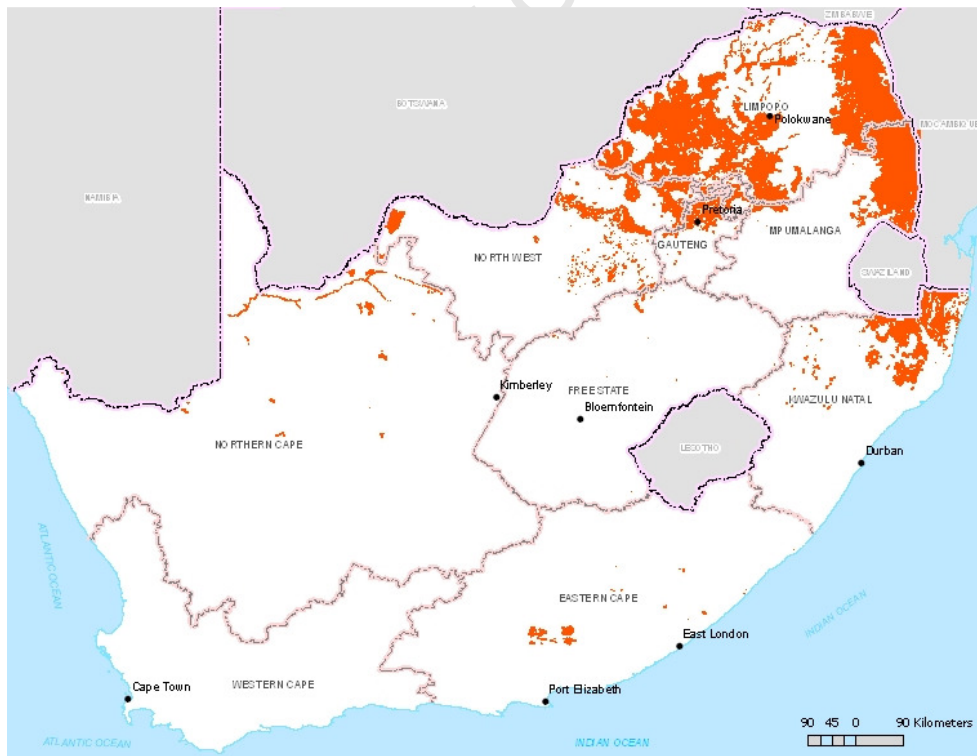 ZIMBABWE
BOTSWANA
LIMPOPO
Polokwane
MOCAMBIQUE
NAMIBIA
Pretoria
MPUMALANGA
GAUTENG
NORTH WEST
SWAZILAND
Kimberley
FREE STATE
KWAZULU NATAL
Bloemfontein
NORTHERN CAPE
LECOTHO
Durban
ATLANTIC OCEAN
EASTERN CAPE
INDIAN OCEAN
East London
WESTERN CAPE
Cape Town
Port Elizabeth
90 45 0 90 Kilometers
ATLANTIC OCEAN
INDIAN OCEAN